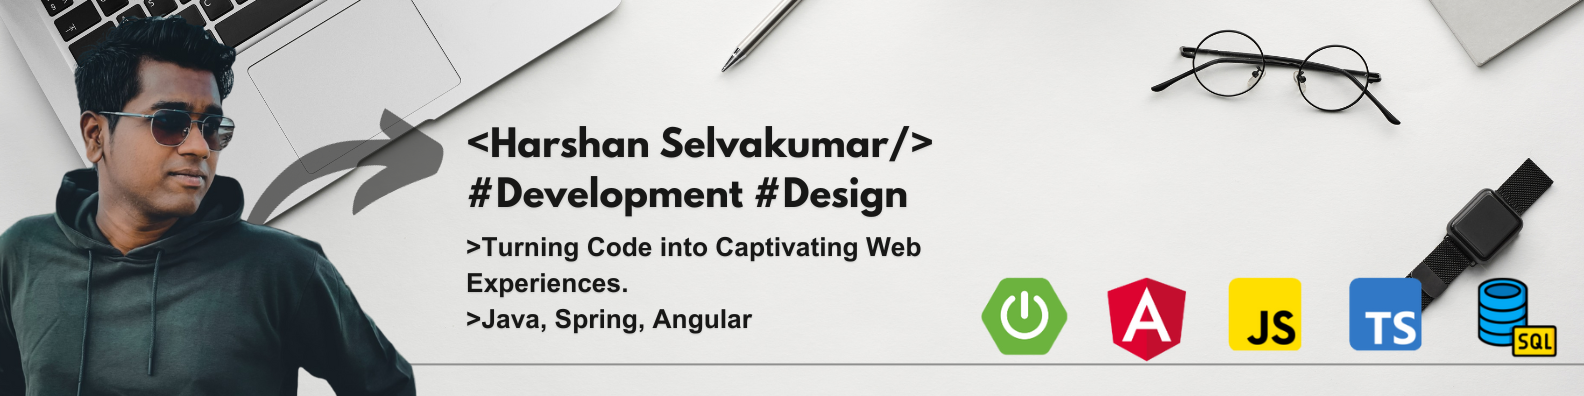 <Harshan Selvakumar/>
#Development #Design
>Turning Code into Captivating Web
Experiences.
>Java, Spring, Angular
A
JS
TS
SQL